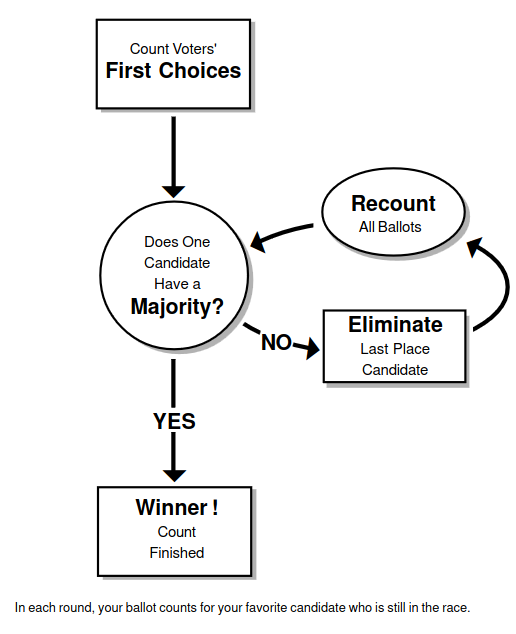 Count Voters'
First Choices
Does One
Candidate
Have a
Majority?
NO
Eliminate
Last Place
Candidate
Recount
All Ballots
YES
Winner !
Count
Finished
In each round, your ballot counts for your favorite candidate who is still in the race.